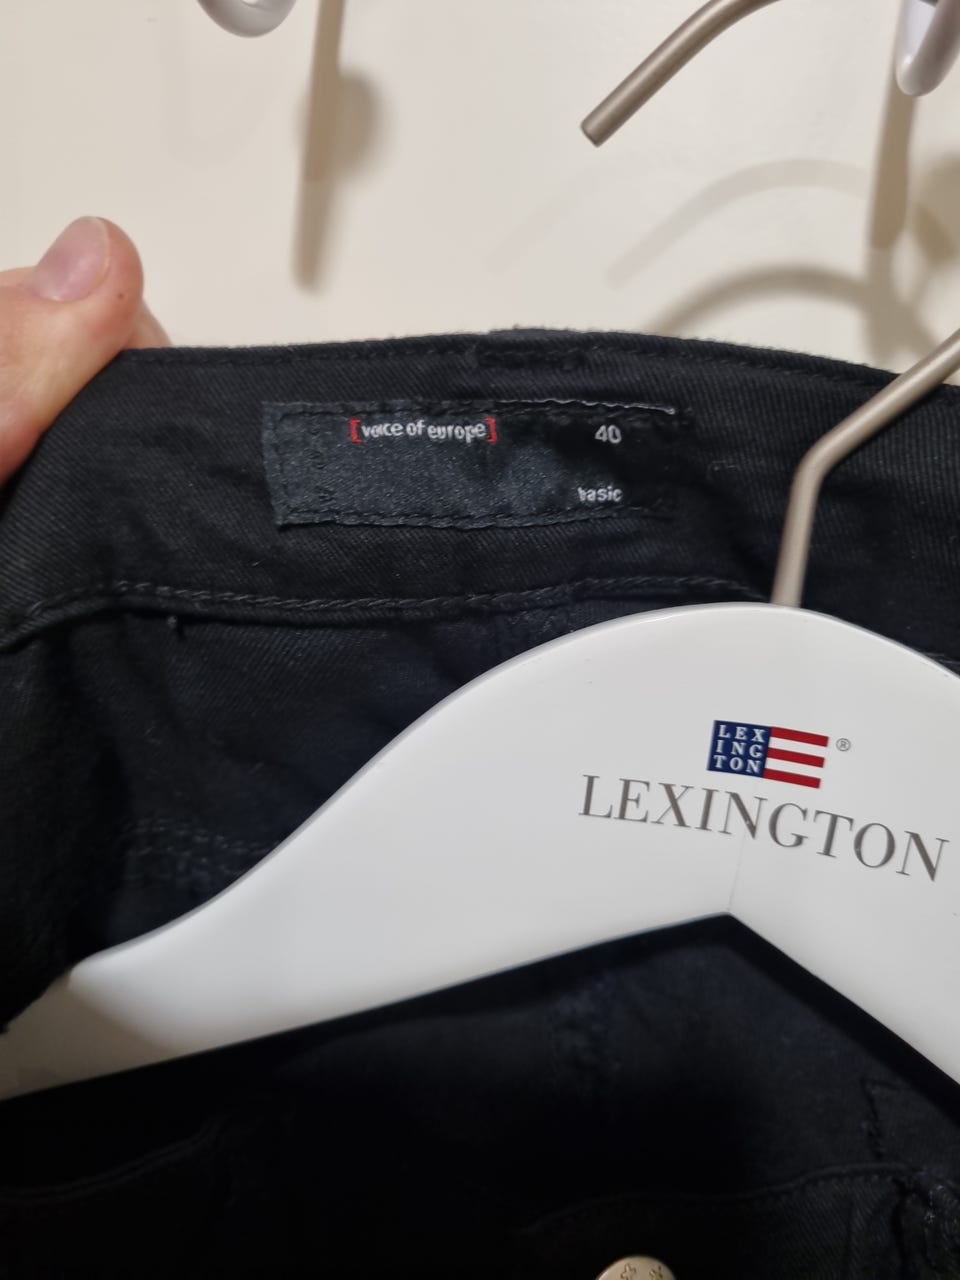 [voice of europe] 40
basic
LEX
ING
TON
®
LEXINGTON